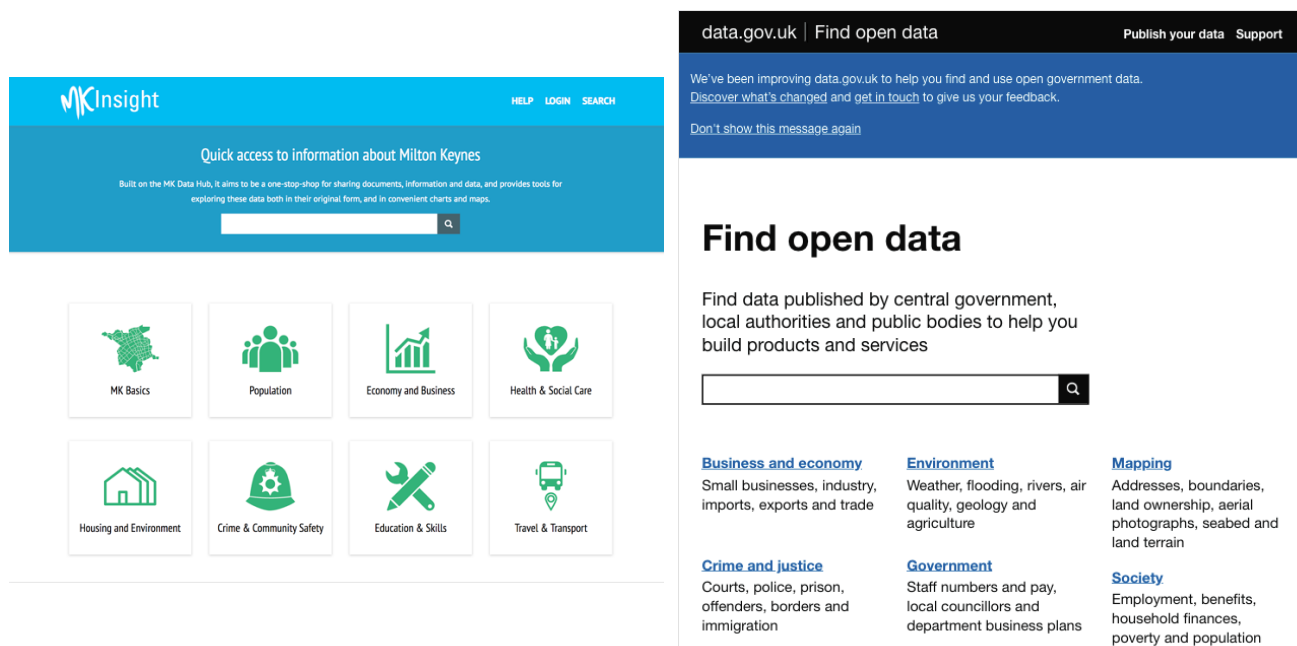 MKInsight
HELP LOGIN SEARCH
Quick access to information about Milton Keynes
Built on the MK Data Hub, it aims to be a one-stop-shop for sharing documents, information and data, and provides tools for
exploring these data both in their original form, and in convenient charts and maps.
MK Basics
Population
Economy and Business
Health & Social Care
Housing and Environment
Crime & Community Safety
Education & Skills
Travel & Transport
data.gov.uk | Find open data
Publish your data Support
We've been improving data.gov.uk to help you find and use open government data.
Discover what's changed and get in touch to give us your feedback.
Don't show this message again
Find open data
Find data published by central government,
local authorities and public bodies to help you
build products and services
Business and economy
Small businesses, industry,
imports, exports and trade
Environment
Weather, flooding, rivers, air
quality, geology and
agriculture
Mapping
Addresses, boundaries,
land ownership, aerial
photographs, seabed and
land terrain
Crime and justice
Courts, police, prison,
offenders, borders and
immigration
Government
Staff numbers and pay,
local councillors and
department business plans
Society
Employment, benefits,
household finances,
poverty and population